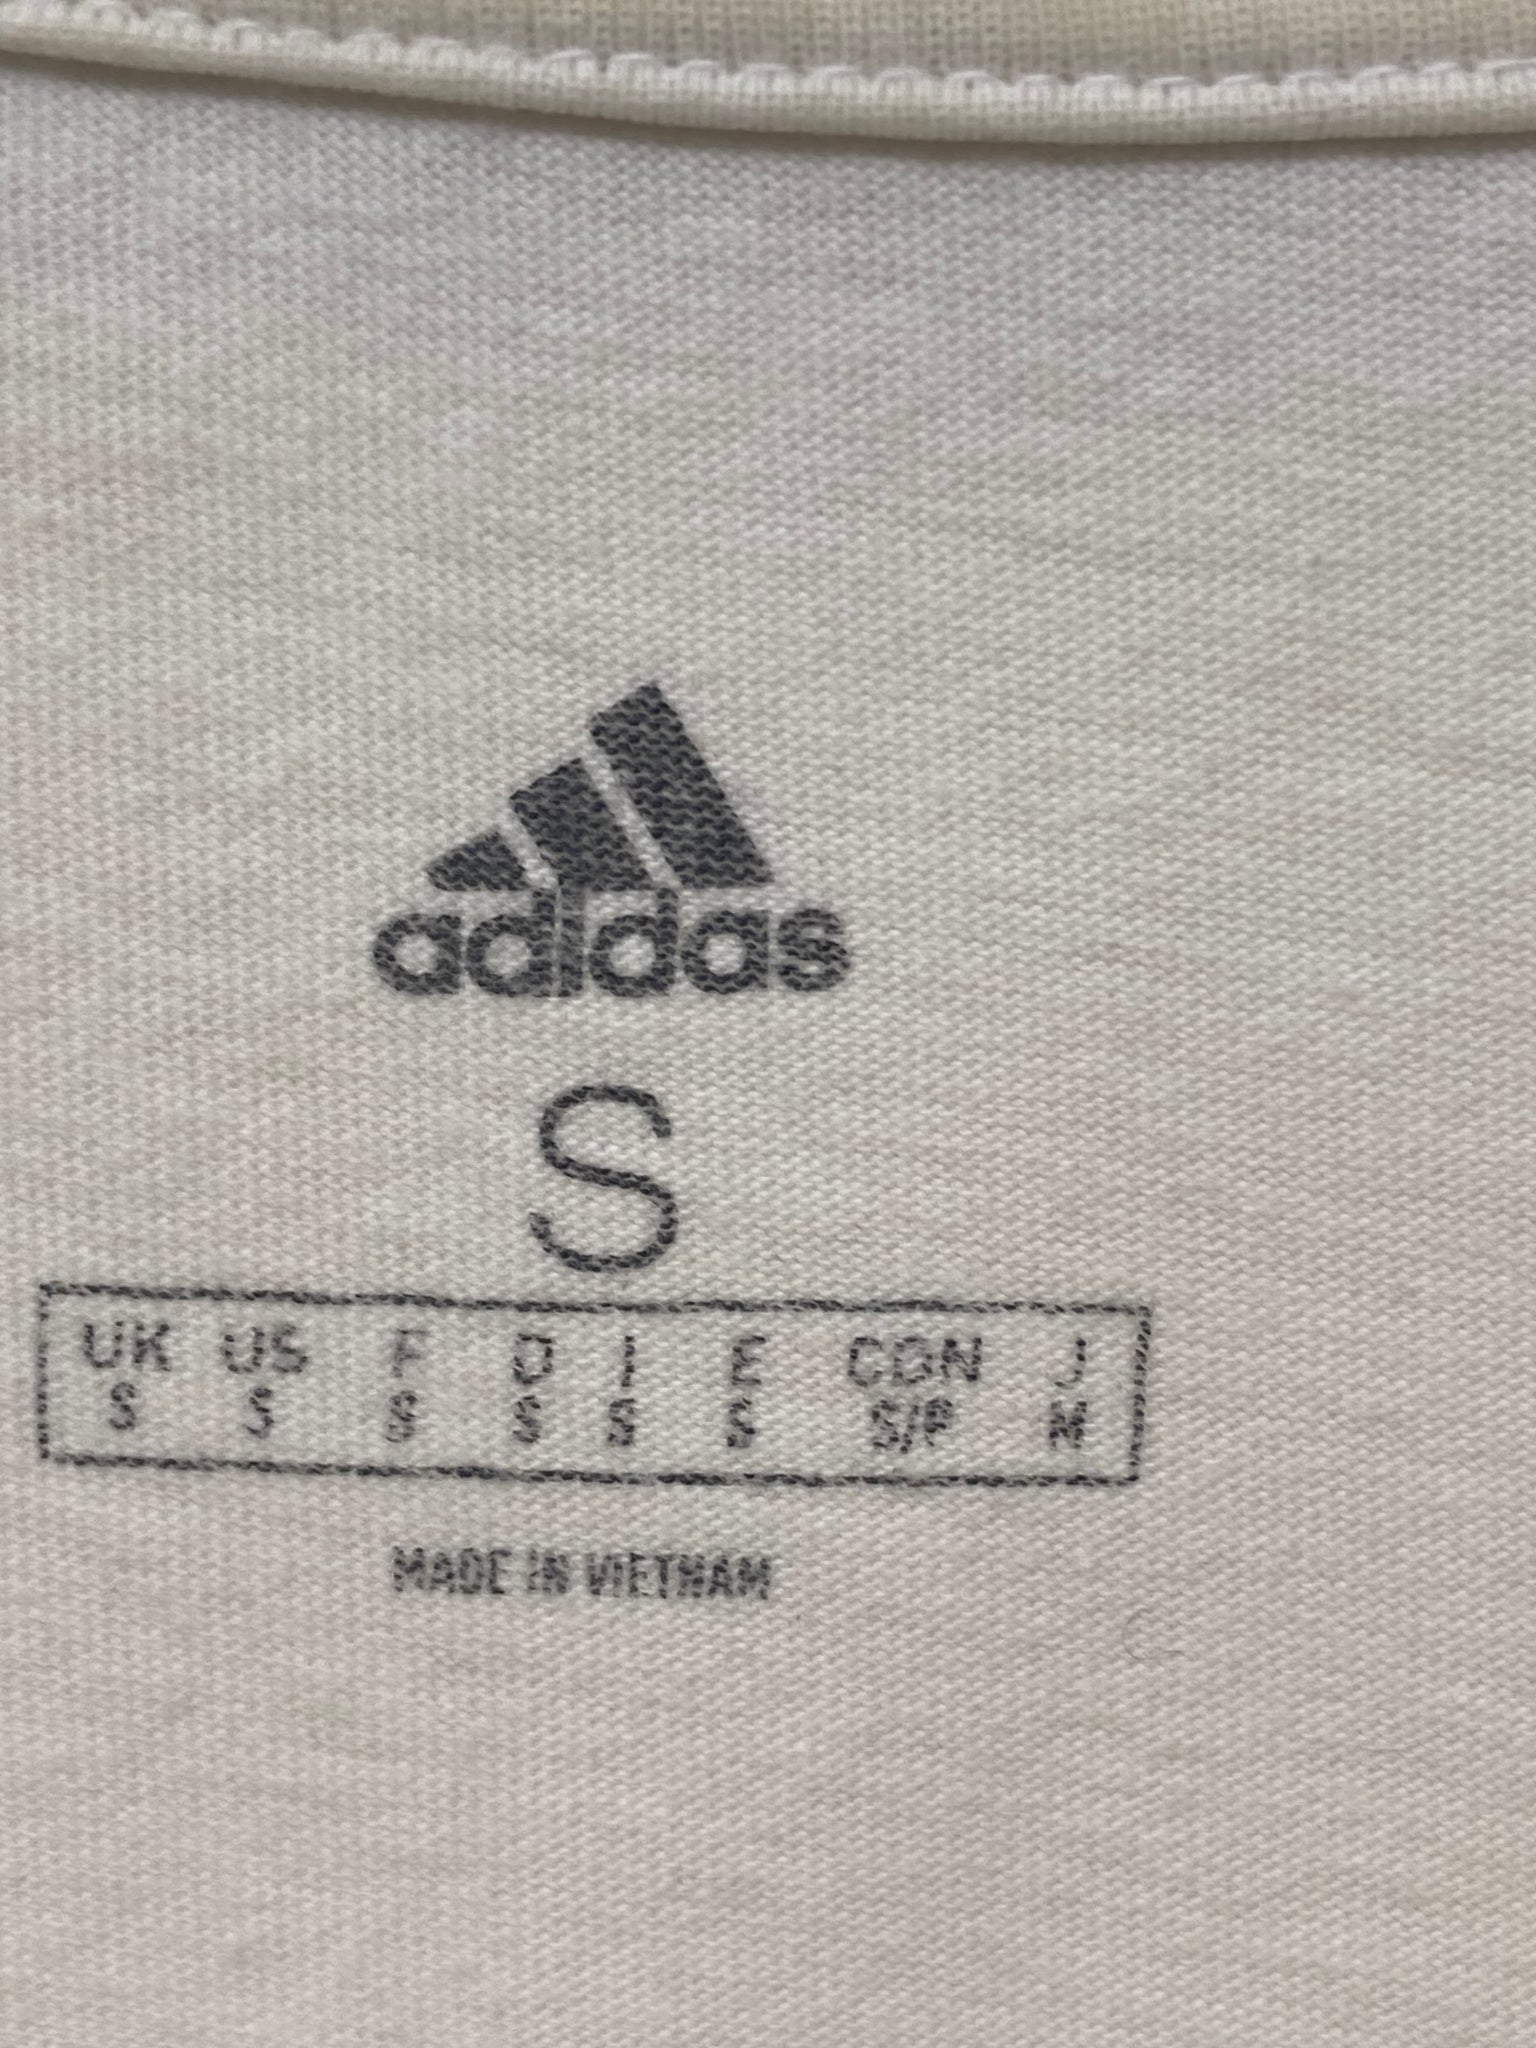 adidas
S
UK US F D I E CDN J
S S S S S S S/P M
MADE IN VIETNAM